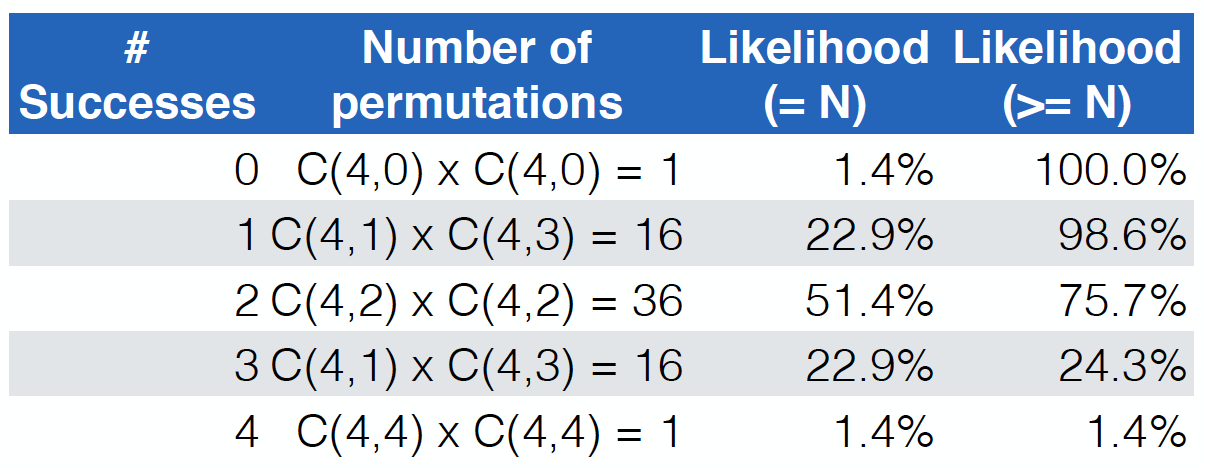 # Successes Number of permutations Likelihood (= N) Likelihood (>= N)
0 C(4,0) x C(4,0) = 1 1.4% 100.0%
1 C(4,1) x C(4,3) = 16 22.9% 98.6%
2 C(4,2) x C(4,2) = 36 51.4% 75.7%
3 C(4,1) x C(4,3) = 16 22.9% 24.3%
4 C(4,4) x C(4,4) = 1 1.4% 1.4%